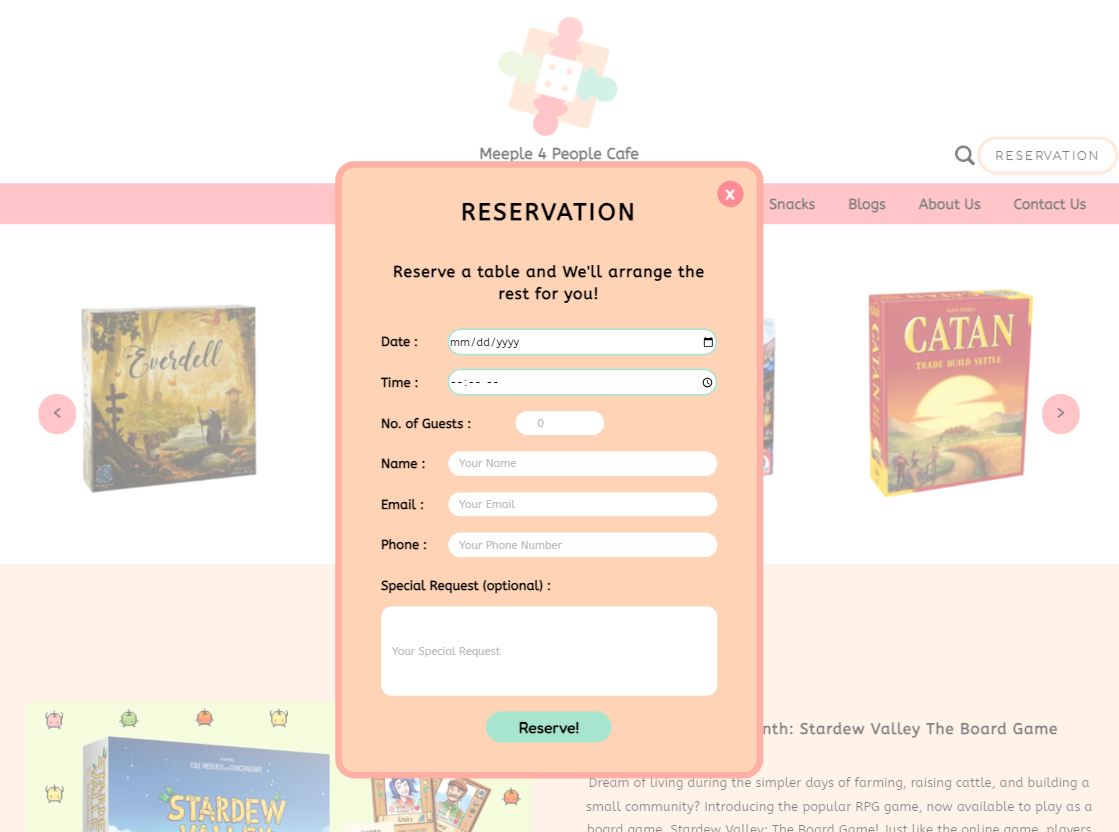 Meeple 4 People Cafe
RESERVATION
Snacks Blogs About Us Contact Us
X
RESERVATION
Reserve a table and We'll arrange the
rest for you!
Date : mm/dd/yyyy
Time : --:-- --
No. of Guests : 0
Name : Your Name
Email : Your Email
Phone : Your Phone Number
Special Request (optional) :
Your Special Request
Reserve!
<
Everdell
CATAN
TRADE BUILD SETTLE
CATAN
>
nth: Stardew Valley The Board Game
Dream of living during the simpler days of farming, raising cattle, and building a
small community? Introducing the popular RPG game, now available to play as a
board game, Stardew Valley: The Board Game! Just like the online game, players
STARDEW
VALLEY